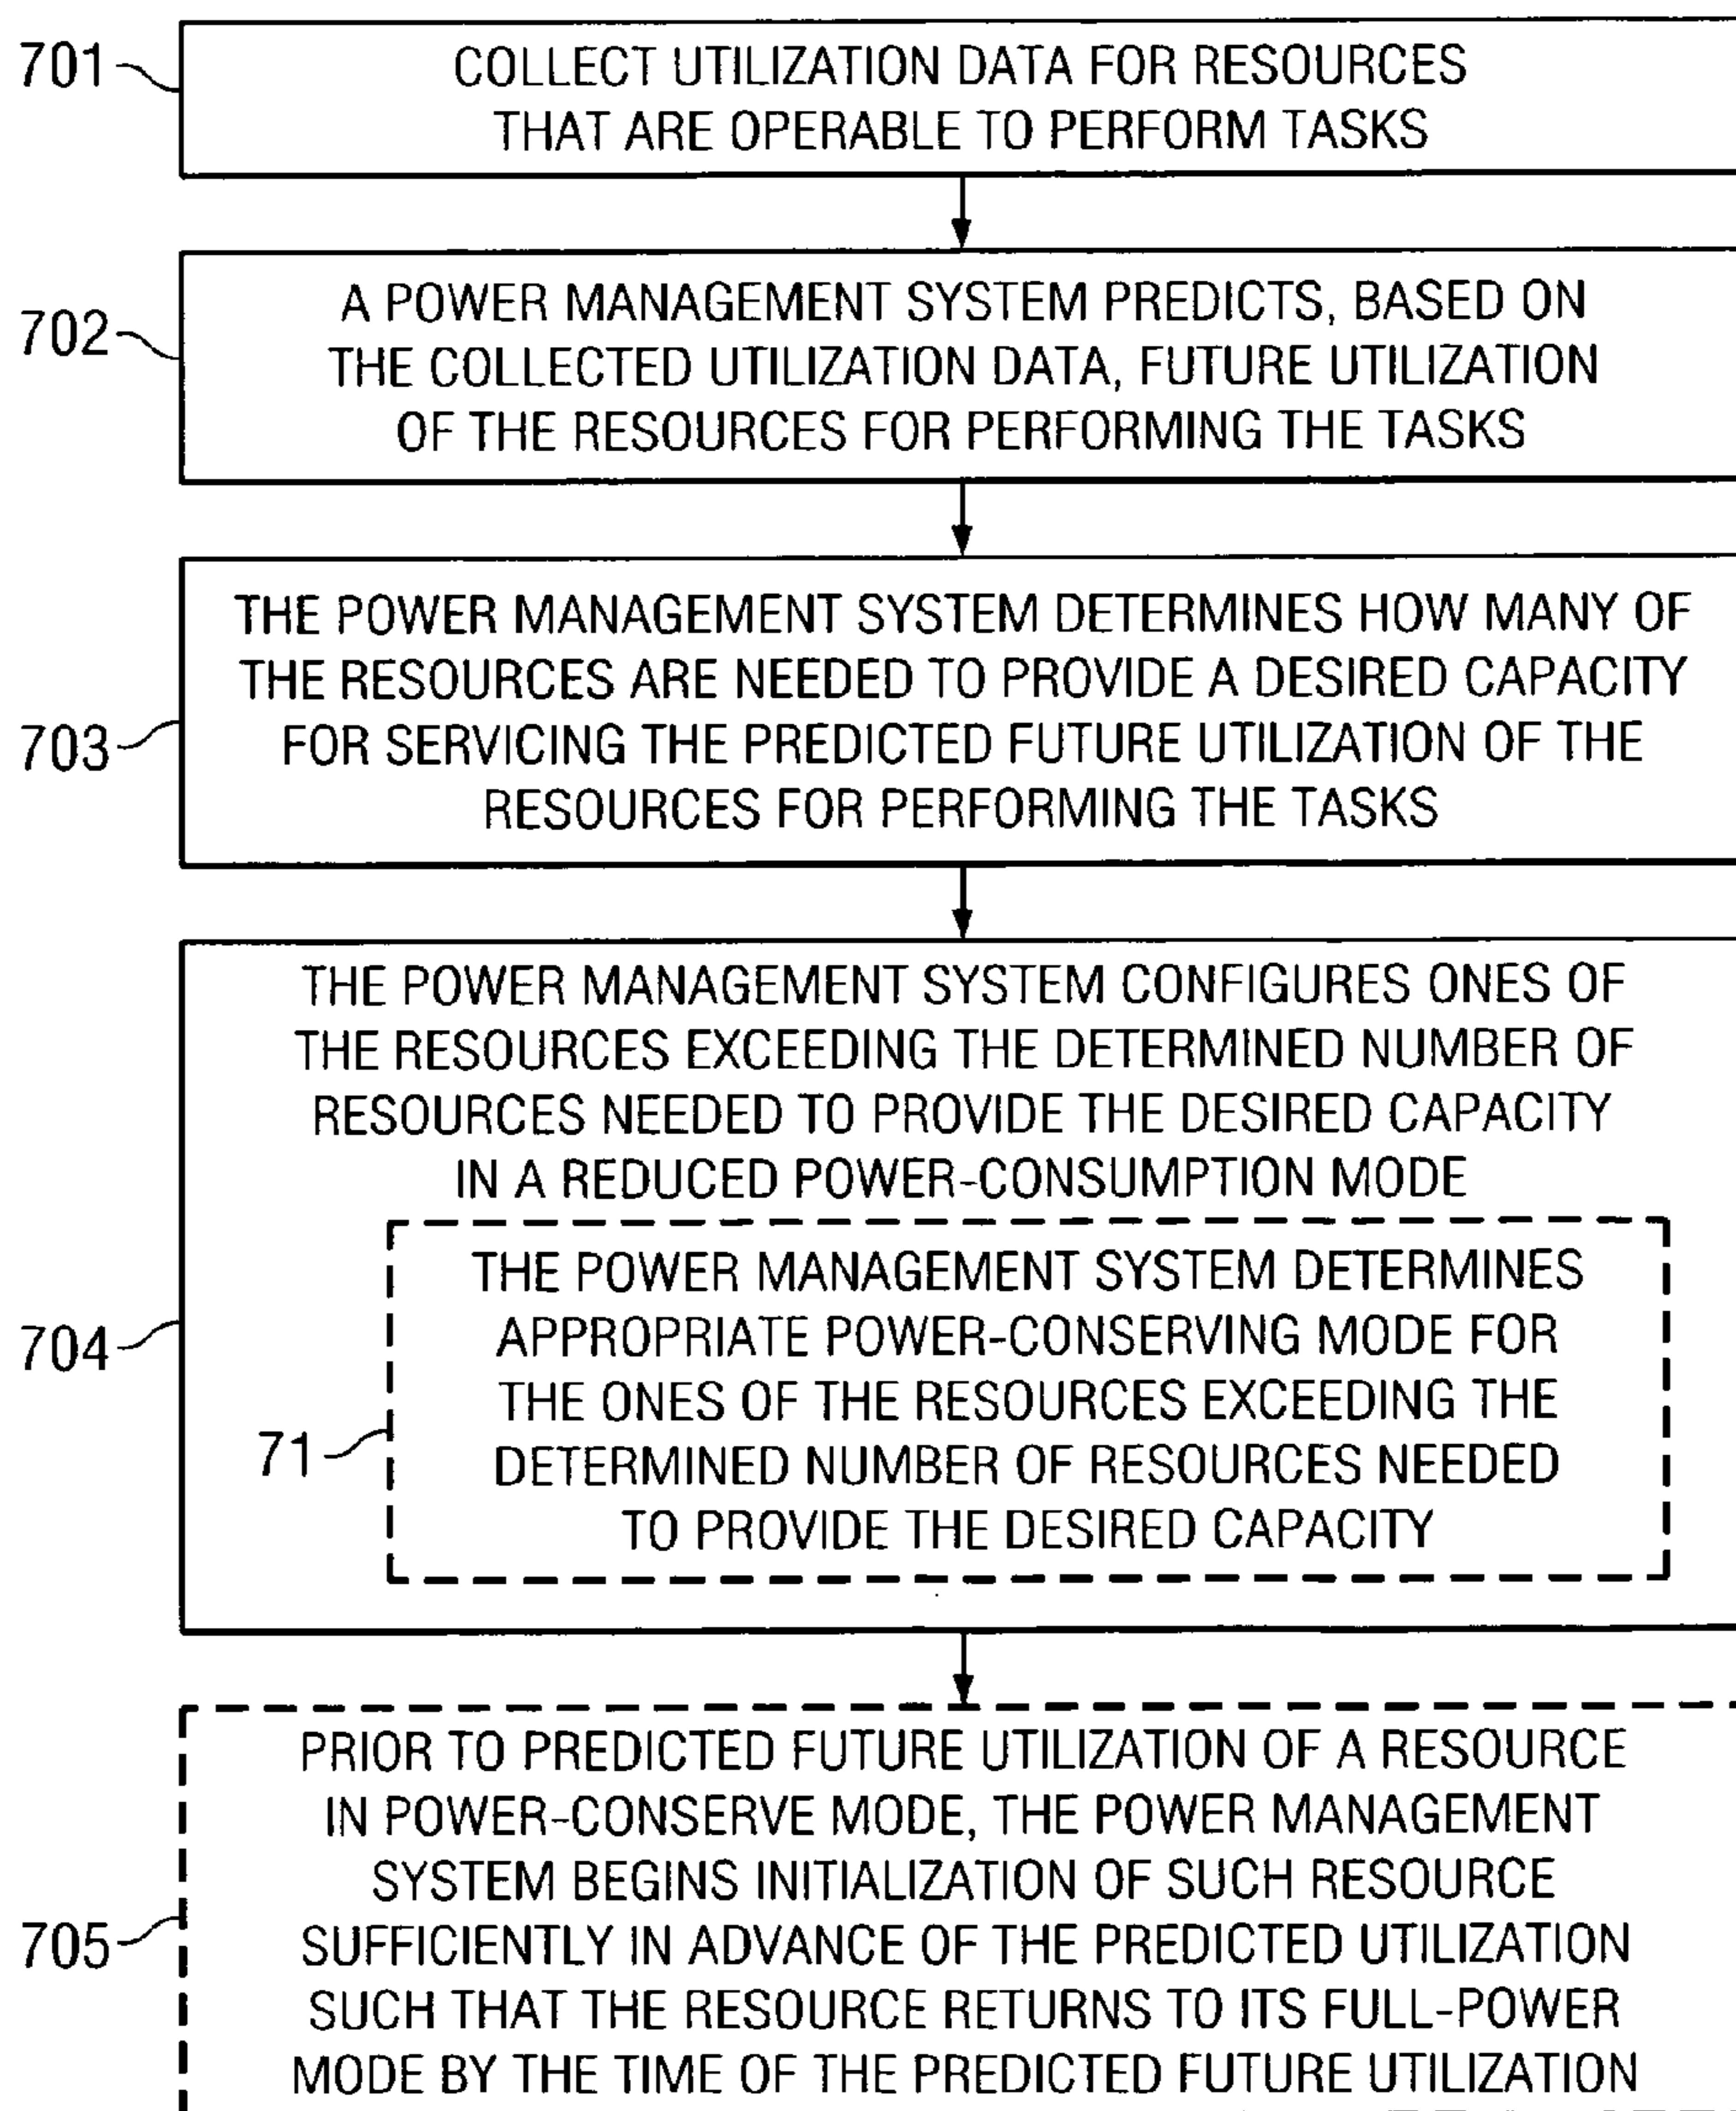 701
COLLECT UTILIZATION DATA FOR RESOURCES
THAT ARE OPERABLE TO PERFORM TASKS
702
A POWER MANAGEMENT SYSTEM PREDICTS, BASED ON
THE COLLECTED UTILIZATION DATA, FUTURE UTILIZATION
OF THE RESOURCES FOR PERFORMING THE TASKS
703
THE POWER MANAGEMENT SYSTEM DETERMINES HOW MANY OF
THE RESOURCES ARE NEEDED TO PROVIDE A DESIRED CAPACITY
FOR SERVICING THE PREDICTED FUTURE UTILIZATION OF THE
RESOURCES FOR PERFORMING THE TASKS
704
THE POWER MANAGEMENT SYSTEM CONFIGURES ONES OF
THE RESOURCES EXCEEDING THE DETERMINED NUMBER OF
RESOURCES NEEDED TO PROVIDE THE DESIRED CAPACITY
IN A REDUCED POWER-CONSUMPTION MODE
71
THE POWER MANAGEMENT SYSTEM DETERMINES
APPROPRIATE POWER-CONSERVING MODE FOR
THE ONES OF THE RESOURCES EXCEEDING THE
DETERMINED NUMBER OF RESOURCES NEEDED
TO PROVIDE THE DESIRED CAPACITY
705
PRIOR TO PREDICTED FUTURE UTILIZATION OF A RESOURCE
IN POWER-CONSERVE MODE, THE POWER MANAGEMENT
SYSTEM BEGINS INITIALIZATION OF SUCH RESOURCE
SUFFICIENTLY IN ADVANCE OF THE PREDICTED UTILIZATION
SUCH THAT THE RESOURCE RETURNS TO ITS FULL-POWER
MODE BY THE TIME OF THE PREDICTED FUTURE UTILIZATION